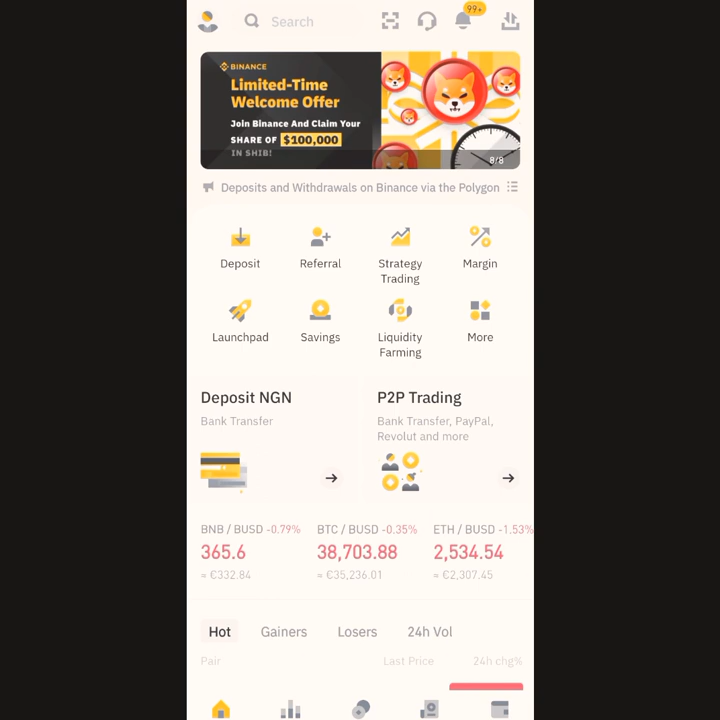 Search
99+
BINANCE
Limited-Time
Welcome Offer
Join Binance And Claim Your
SHARE OF $100,000
IN SHIB!
8/8
Deposits and Withdrawals on Binance via the Polygon
Deposit
Referral
Strategy
Trading
Margin
Launchpad
Savings
Liquidity
Farming
More
Deposit NGN
Bank Transfer
P2P Trading
Bank Transfer, PayPal,
Revolut and more
BNB / BUSD -0.79%
365.6
≈ €332.84
BTC / BUSD -0.35%
38,703.88
≈ €35,236.01
ETH / BUSD -1.53%
2,534.54
≈ €2,307.45
Hot Gainers Losers 24h Vol
Pair Last Price 24h chg%